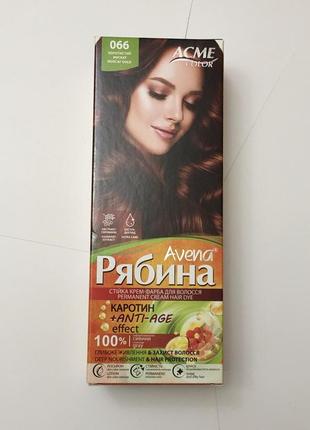 066
ACME
COLOR
Avena®
Рябина
СТІЙКА КРЕМ-ФАРБА ДЛЯ ВОЛОССЯ
PERMANENT CREAM HAIR DYE
КАРОТИН
+ANTI-AGE
effect
100%
gray
ГЛИБОКЕ ЖИВЛЕННЯ & ЗАХИСТ ВОЛОССЯ
DEEP NOURISHMENT & HAIR PROTECTION